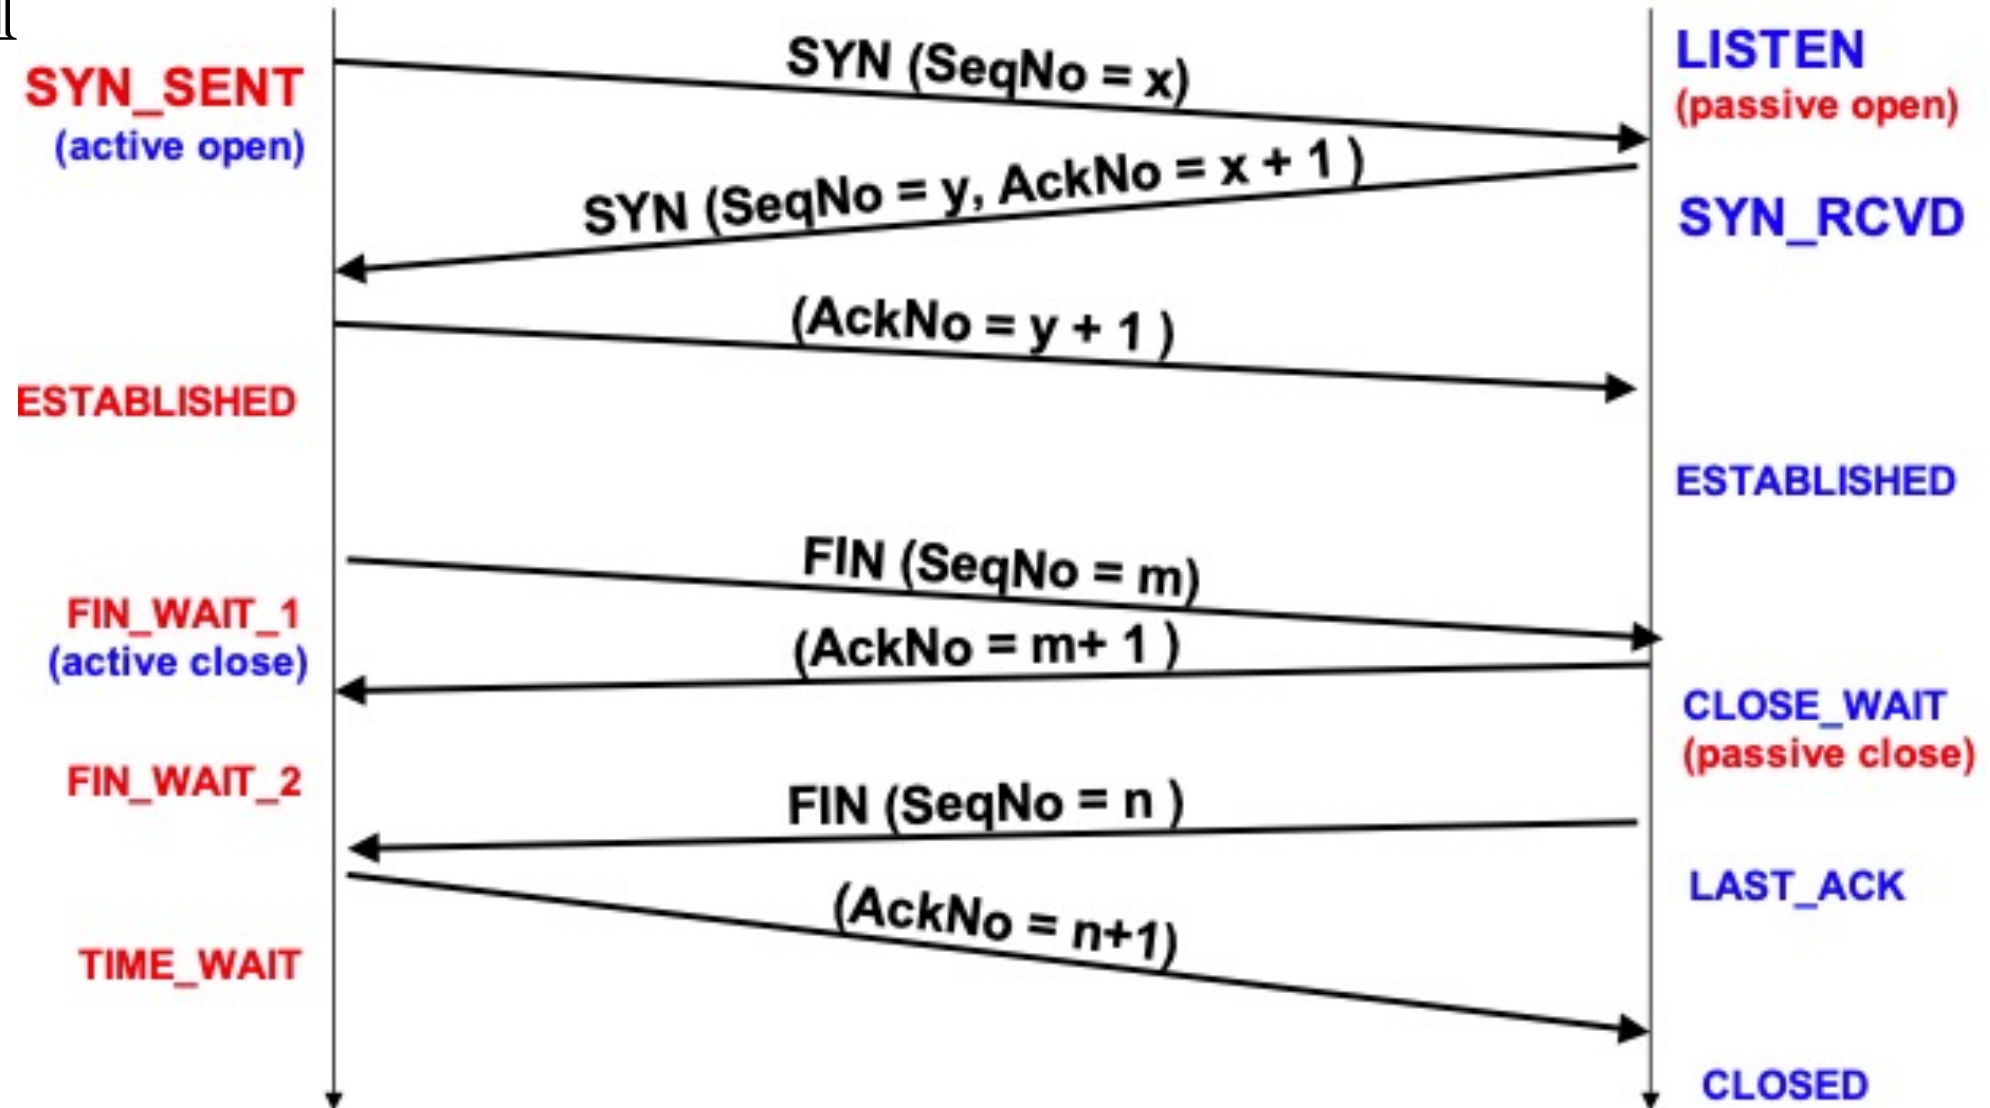 SYN (SeqNo = x)
LISTEN
SYN_SENT
(passive open)
(active open)
SYN (SeqNo = y, AckNo = x + 1 )
SYN_RCVD
(AckNo = y + 1 )
ESTABLISHED
ESTABLISHED
FIN (SeqNo = m)
FIN_WAIT_1
(active close)
(AckNo = m+ 1 )
CLOSE_WAIT
(passive close)
FIN_WAIT_2
FIN (SeqNo = n )
LAST_ACK
(AckNo = n+1)
TIME_WAIT
CLOSED